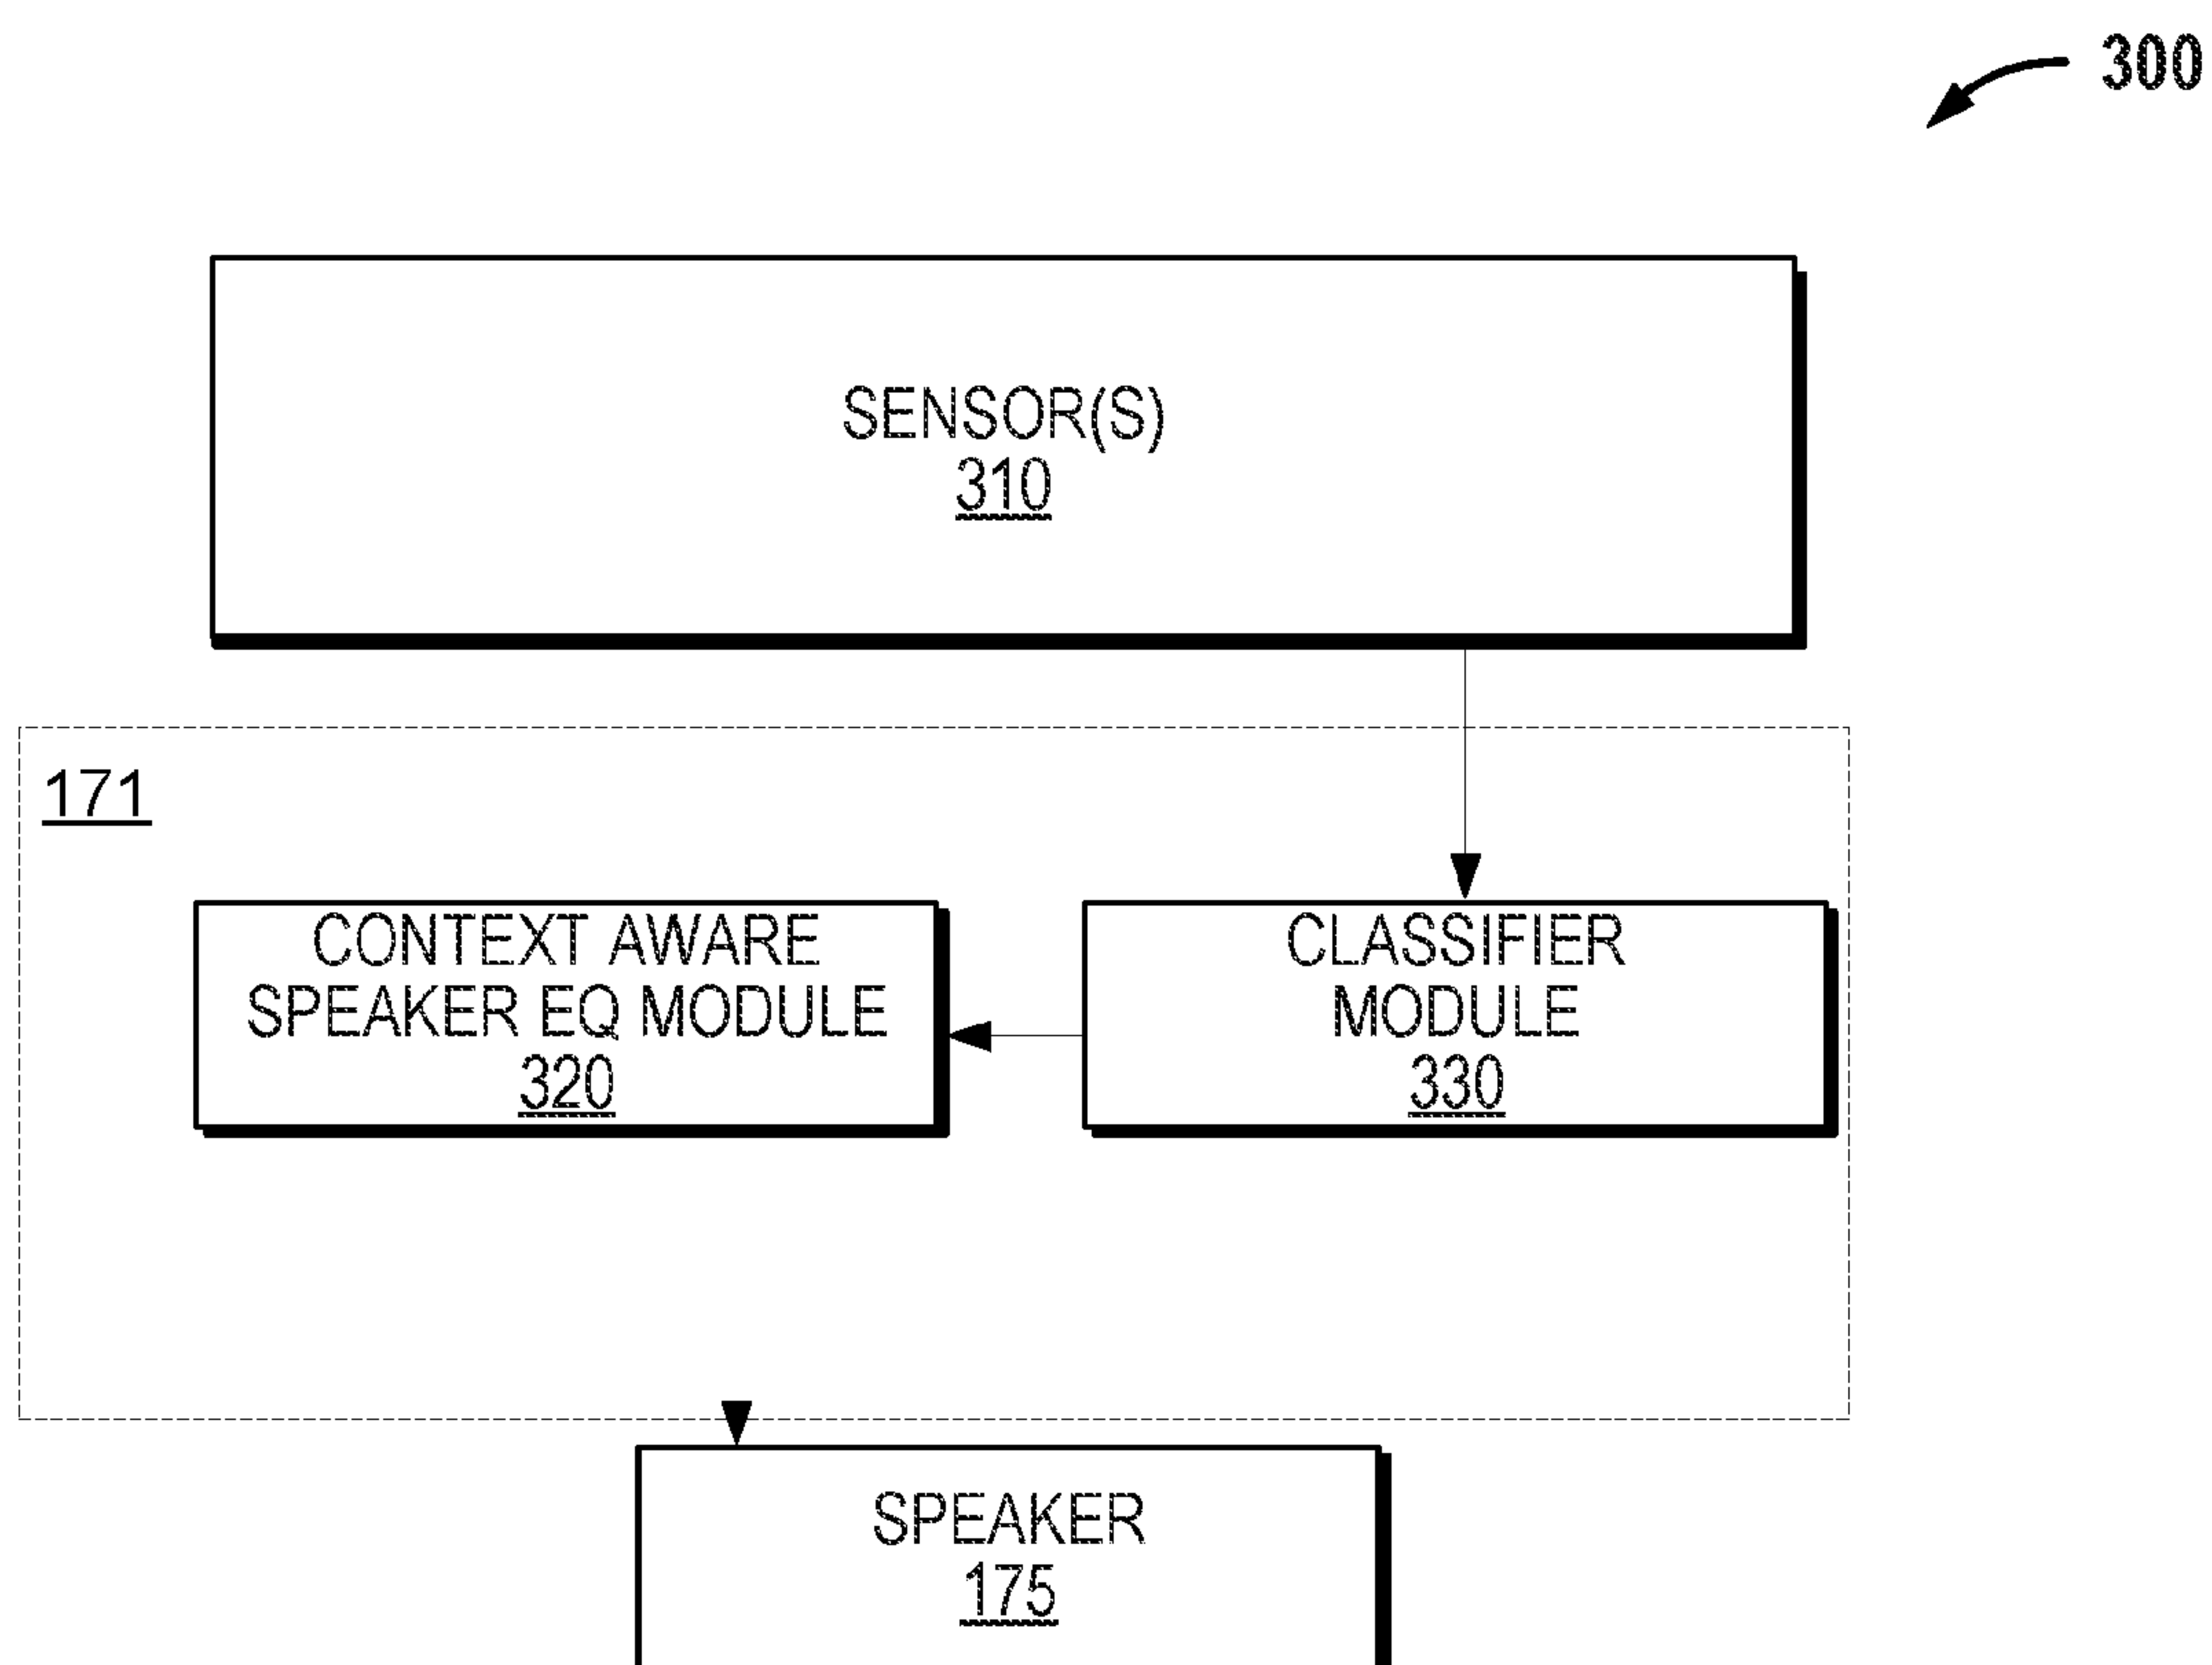 300
SENSOR(S)
310
171
CONTEXT AWARE
SPEAKER EQ MODULE
320
CLASSIFIER
MODULE
330
SPEAKER
175